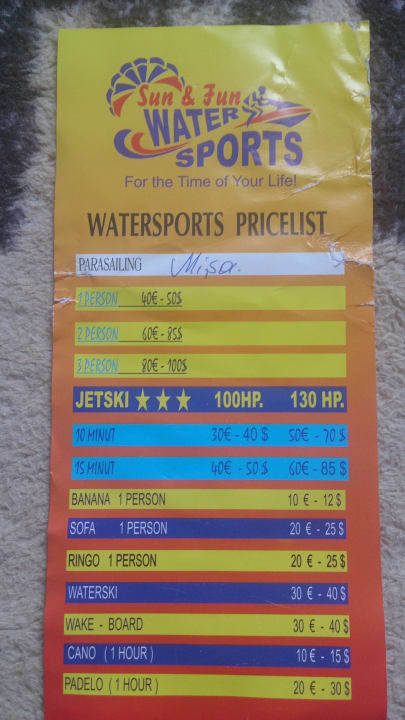 Sun & Fun
WATER
SPORTS
For the Time of Your Life!
WATERSPORTS PRICELIST
PARASAILING
1 PERSON 40€ - 50$
2 PERSON 60€ - 85$
3 PERSON 80€ - 100$
JETSKI ★★★ 100HP. 130 HP.
10 MINUT 30€ - 40 $ 50€ - 70 $
15 MINUT 40€ - 50 $ 60€ - 85 $
BANANA 1 PERSON 10 € - 12 $
SOFA 1 PERSON 20 € - 25 $
RINGO 1 PERSON 20 € - 25 $
WATERSKI 30 € - 40 $
WAKE - BOARD 30 € - 40 $
CANO ( 1 HOUR ) 10 € - 15 $
PADELO ( 1 HOUR ) 20 € - 30 $